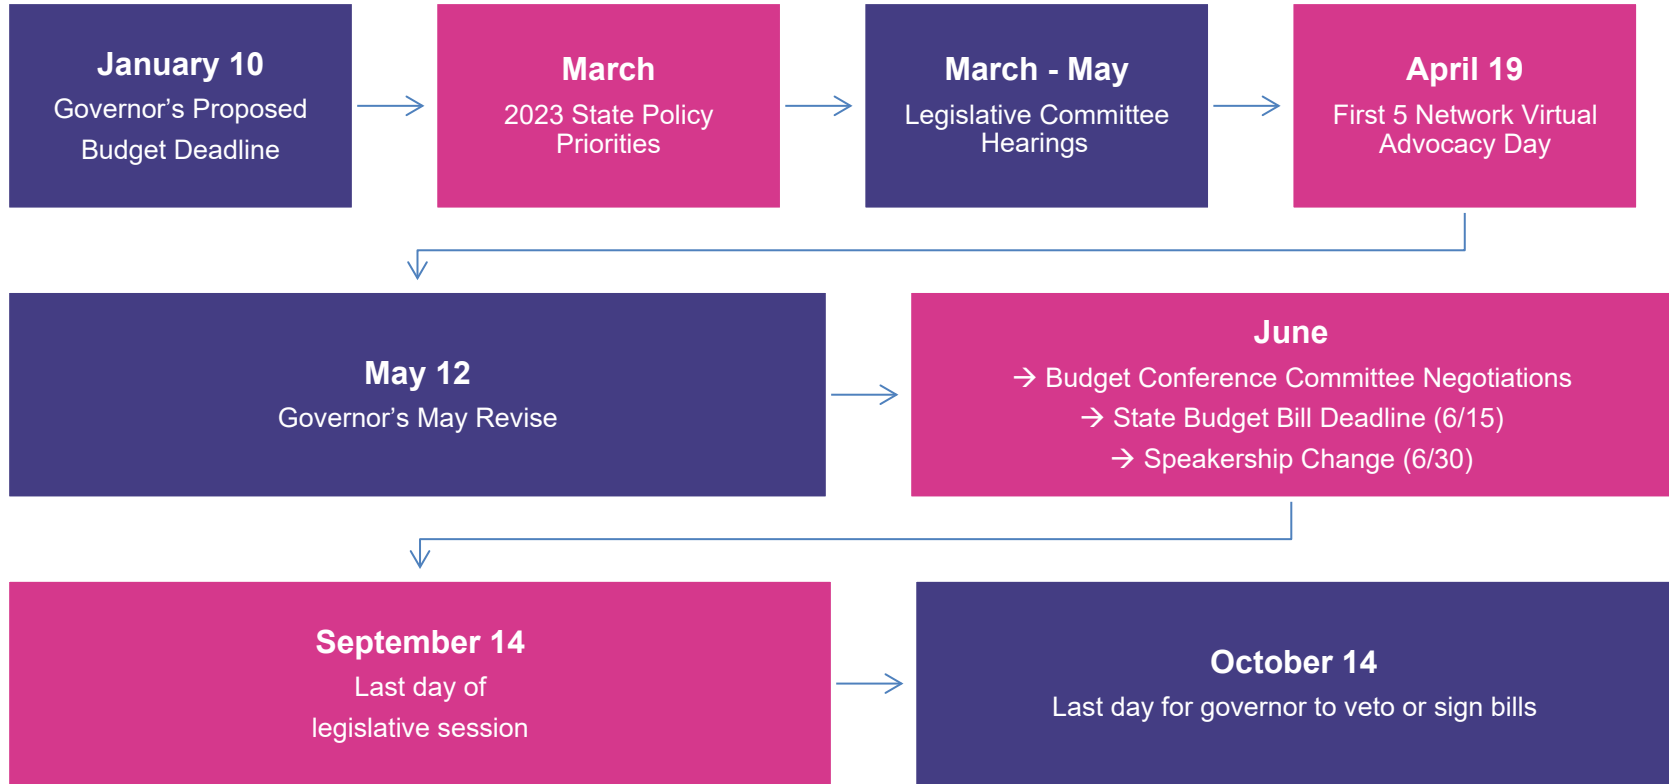 January 10
Governor’s Proposed
Budget Deadline
March
2023 State Policy
Priorities
March - May
Legislative Committee
Hearings
April 19
First 5 Network Virtual
Advocacy Day
May 12
Governor’s May Revise
June
→ Budget Conference Committee Negotiations
→ State Budget Bill Deadline (6/15)
→ Speakership Change (6/30)
September 14
Last day of
legislative session
October 14
Last day for governor to veto or sign bills